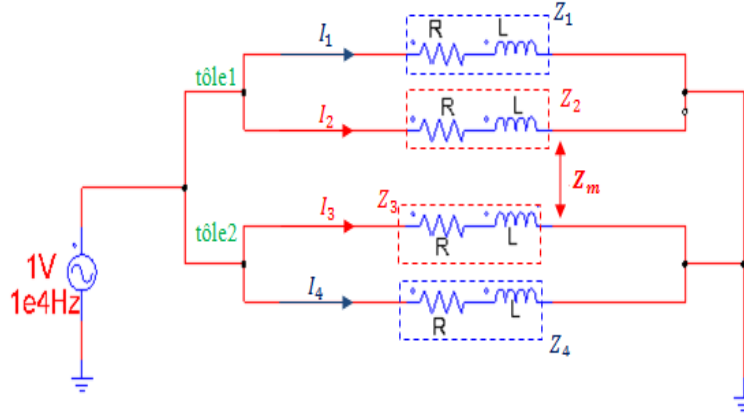 I₁ R L Z₁
tôle1
I₂ R L Z₂
Zₘ
I₃ Z₃ R L
tôle2
1V
1e4Hz
I₄ R L Z₄